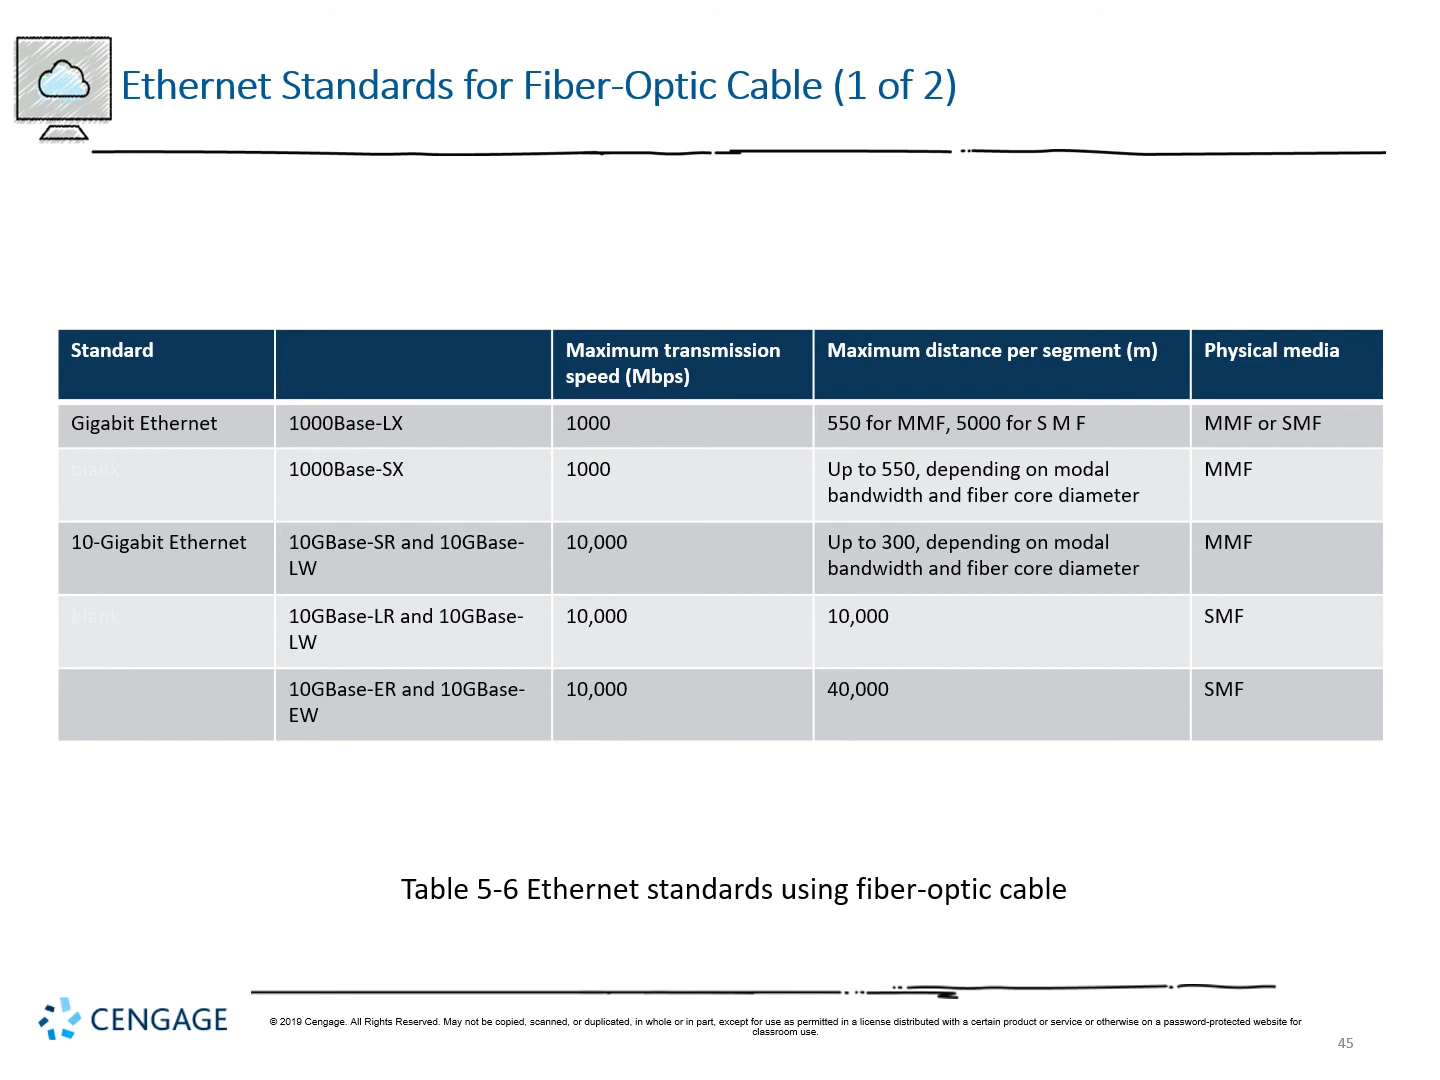 Ethernet Standards for Fiber-Optic Cable (1 of 2)
Standard
Maximum transmission
speed (Mbps)
Maximum distance per segment (m)
Physical media
Gigabit Ethernet
1000Base-LX
1000
550 for MMF, 5000 for S M F
MMF or SMF
blank
1000Base-SX
1000
Up to 550, depending on modal
bandwidth and fiber core diameter
MMF
10-Gigabit Ethernet
10GBase-SR and 10GBase-
LW
10,000
Up to 300, depending on modal
bandwidth and fiber core diameter
MMF
blank
10GBase-LR and 10GBase-
LW
10,000
10,000
SMF
10GBase-ER and 10GBase-
EW
10,000
40,000
SMF
Table 5-6 Ethernet standards using fiber-optic cable
CENGAGE
© 2019 Cengage. All Rights Reserved. May not be copied, scanned, or duplicated, in whole or in part, except for use as permitted in a license distributed with a certain product or service or otherwise on a password-protected website for
classroom use.
45